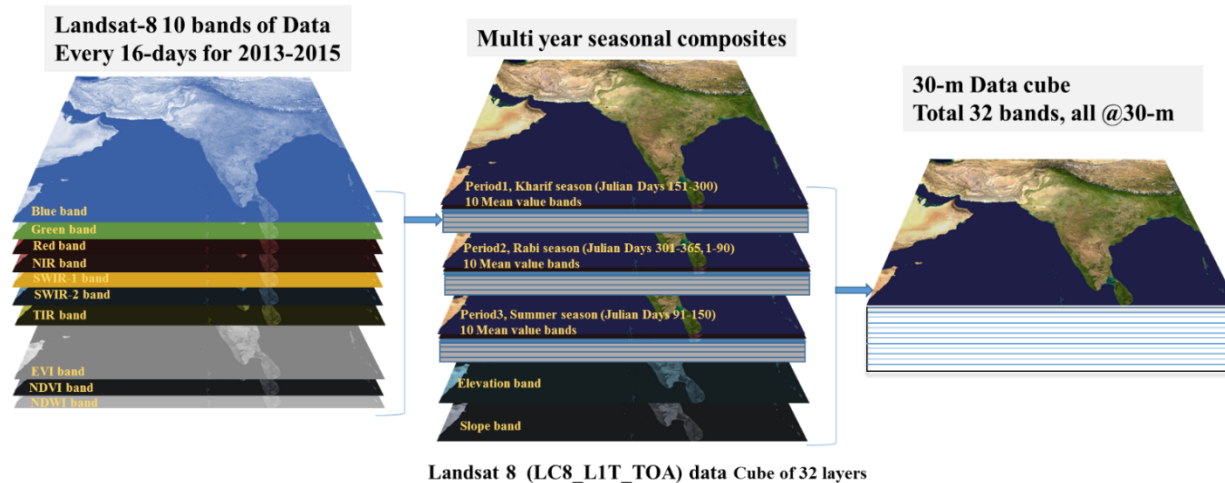 Landsat-8 10 bands of Data
Every 16-days for 2013-2015
Blue band
Green band
Red band
NIR band
SWIR-1 band
SWIR-2 band
TIR band
EVI band
NDVI band
NDWI band
Multi year seasonal composites
Period1, Kharif season (Julian Days 151-300)
10 Mean value bands
Period2, Rabi season (Julian Days 301-365,1-90)
10 Mean value bands
Period3, Summer season (Julian Days 91-150)
10 Mean value bands
Elevation band
Slope band
30-m Data cube
Total 32 bands, all @30-m
Landsat 8 (LC8_L1T_TOA) data Cube of 32 layers